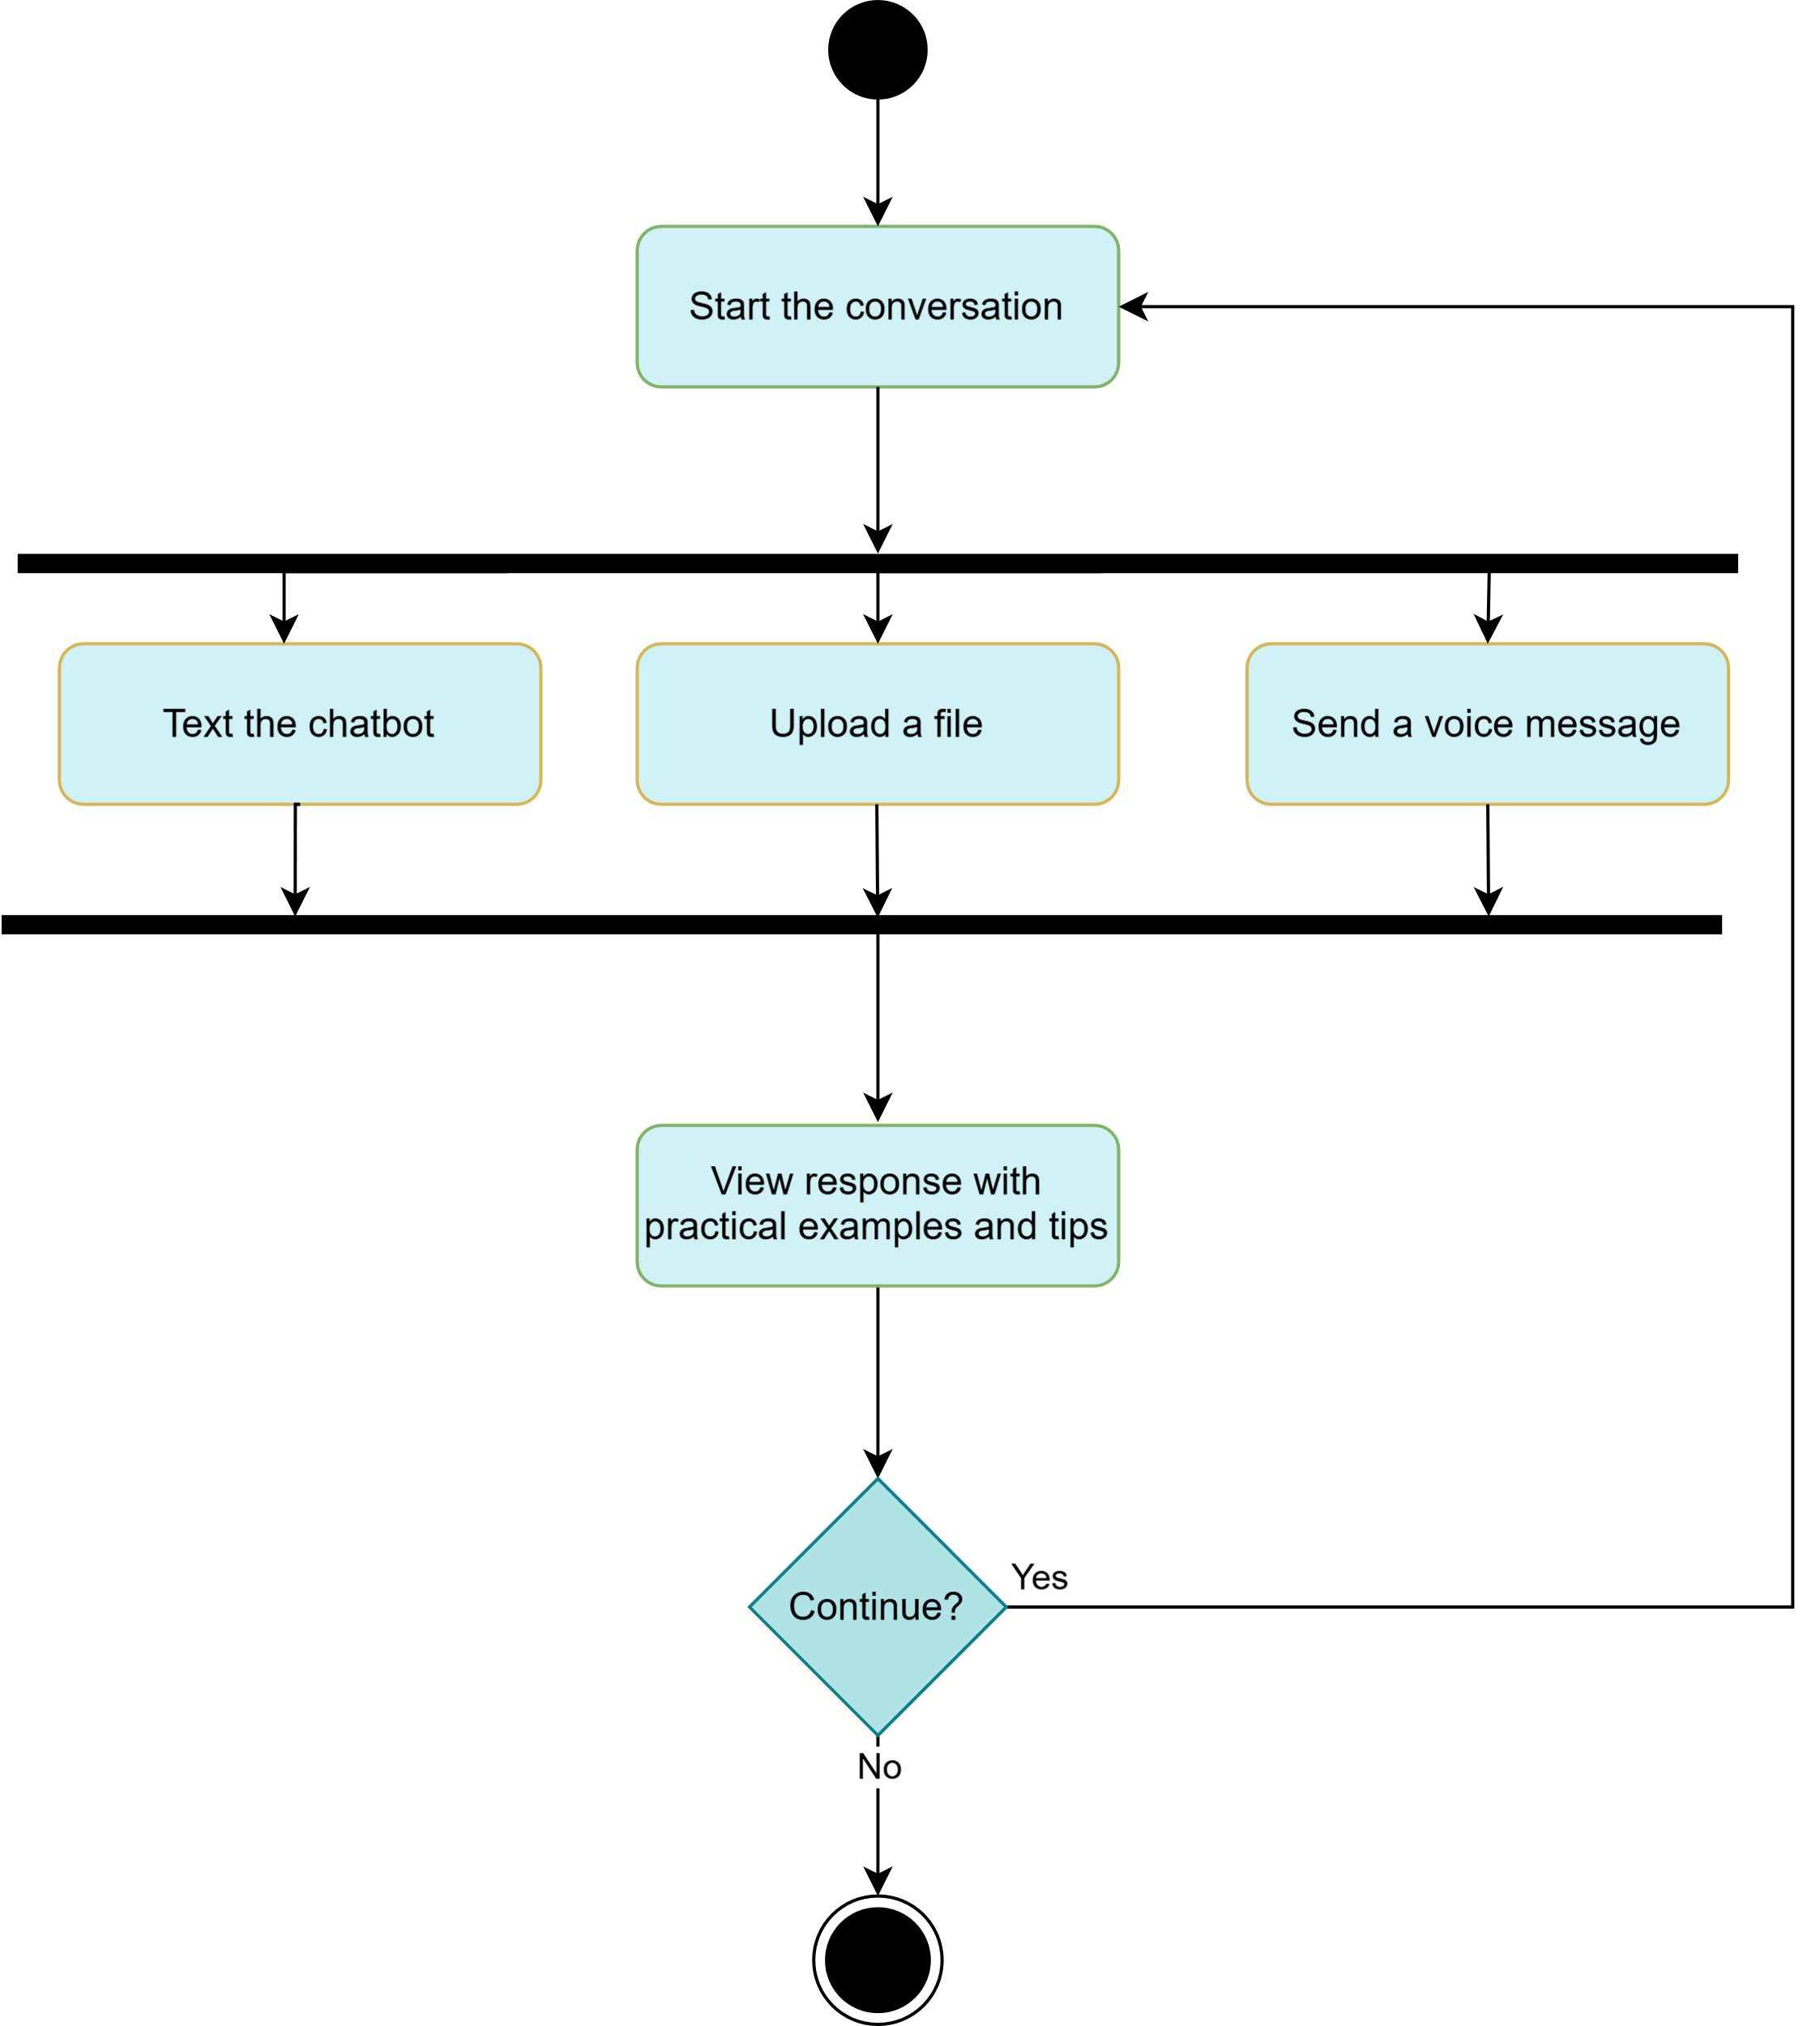 Start the conversation
Text the chatbot
Upload a file
Send a voice message
View response with
practical examples and tips
Continue?
Yes
No